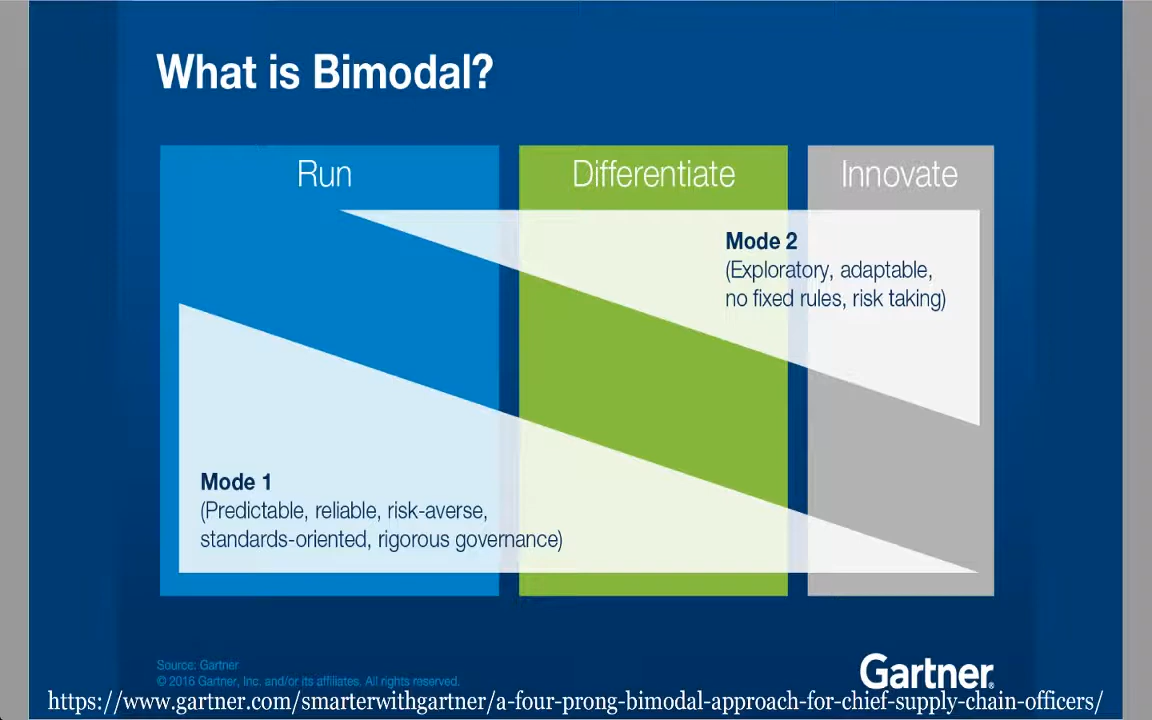 What is Bimodal?
Run
Differentiate
Innovate
Mode 2
(Exploratory, adaptable,
no fixed rules, risk taking)
Mode 1
(Predictable, reliable, risk-averse,
standards-oriented, rigorous governance)
Source: Gartner
© 2016 Gartner, Inc. and/or its affiliates. All rights reserved.
Gartner®
https://www.gartner.com/smarterwithgartner/a-four-prong-bimodal-approach-for-chief-supply-chain-officers/